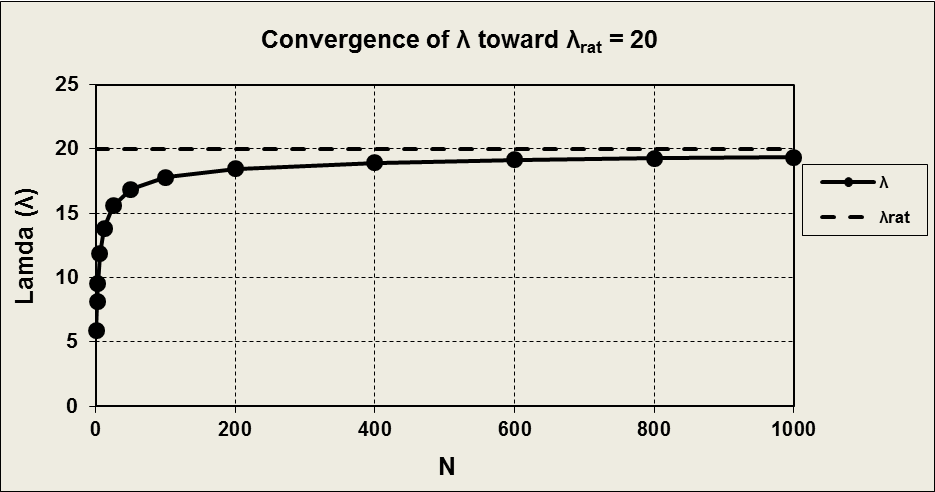 Convergence of λ toward λrat = 20
25
20
15
10
5
0
Lamda (λ)
0 200 400 600 800 1000
N
λ
λrat